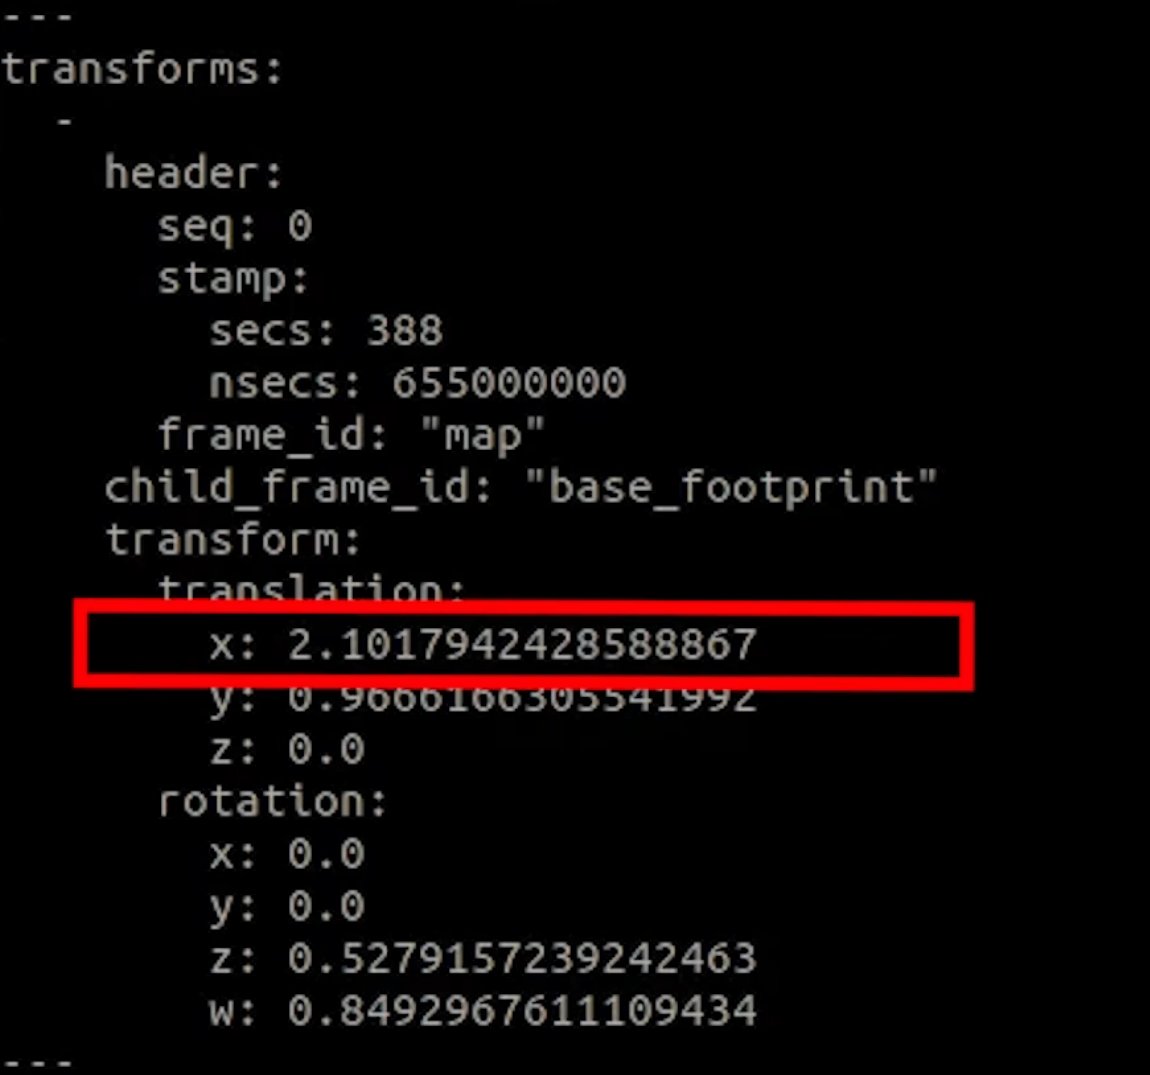 ---
transforms:
-
header:
seq: 0
stamp:
secs: 388
nsecs: 655000000
frame_id: "map"
child_frame_id: "base_footprint"
transform:
translation:
x: 2.1017942428588867
y: 0.9666166305541992
z: 0.0
rotation:
x: 0.0
y: 0.0
z: 0.5279157239242463
w: 0.8492967611109434
---